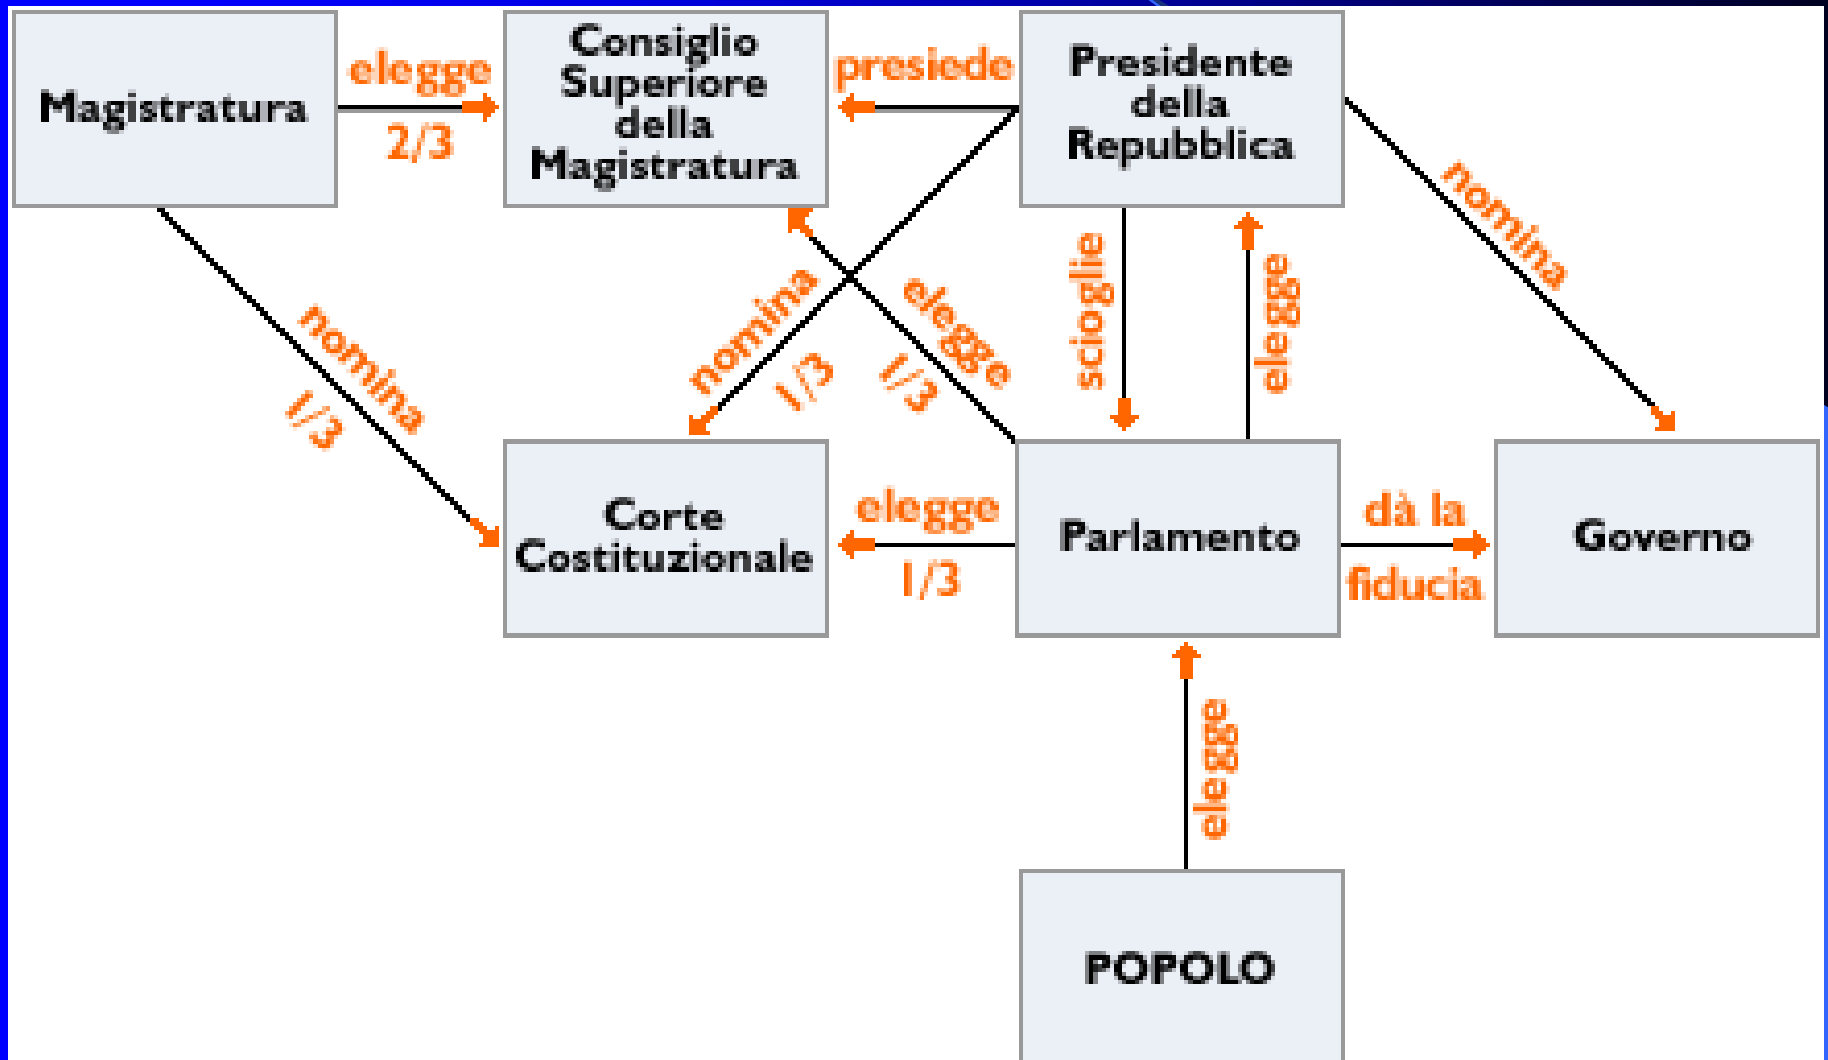 Magistratura
elegge
2/3
Consiglio
Superiore
della
Magistratura
presiede
Presidente
della
Repubblica
nomina
nomina
1/3
nomina
1/3
elegge
1/3
scioglie
elegge
Corte
Costituzionale
elegge
1/3
Parlamento
dà la
fiducia
Governo
elegge
POPOLO